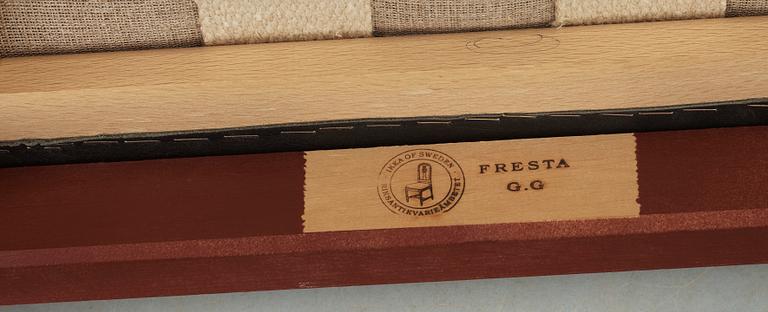 · IKEA OF SWEDEN ·
RIKSANTIKVARIEÄMBETET
FRESTA
G.G